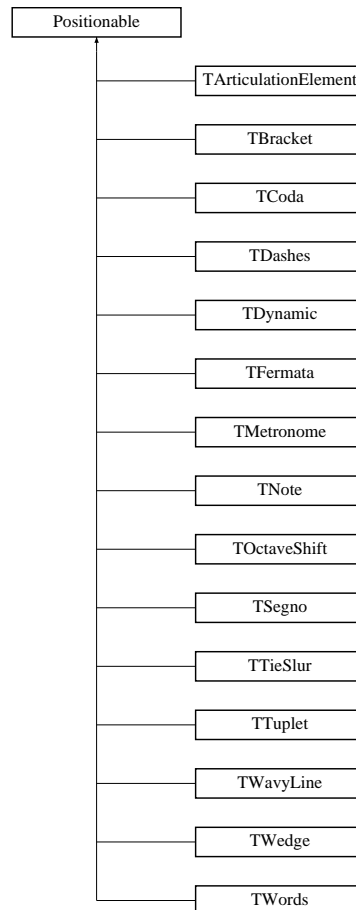 Positionable
TArticulationElement
TBracket
TCoda
TDashes
TDynamic
TFermata
TMetronome
TNote
TOctaveShift
TSegno
TTieSlur
TTuplet
TWavyLine
TWedge
TWords